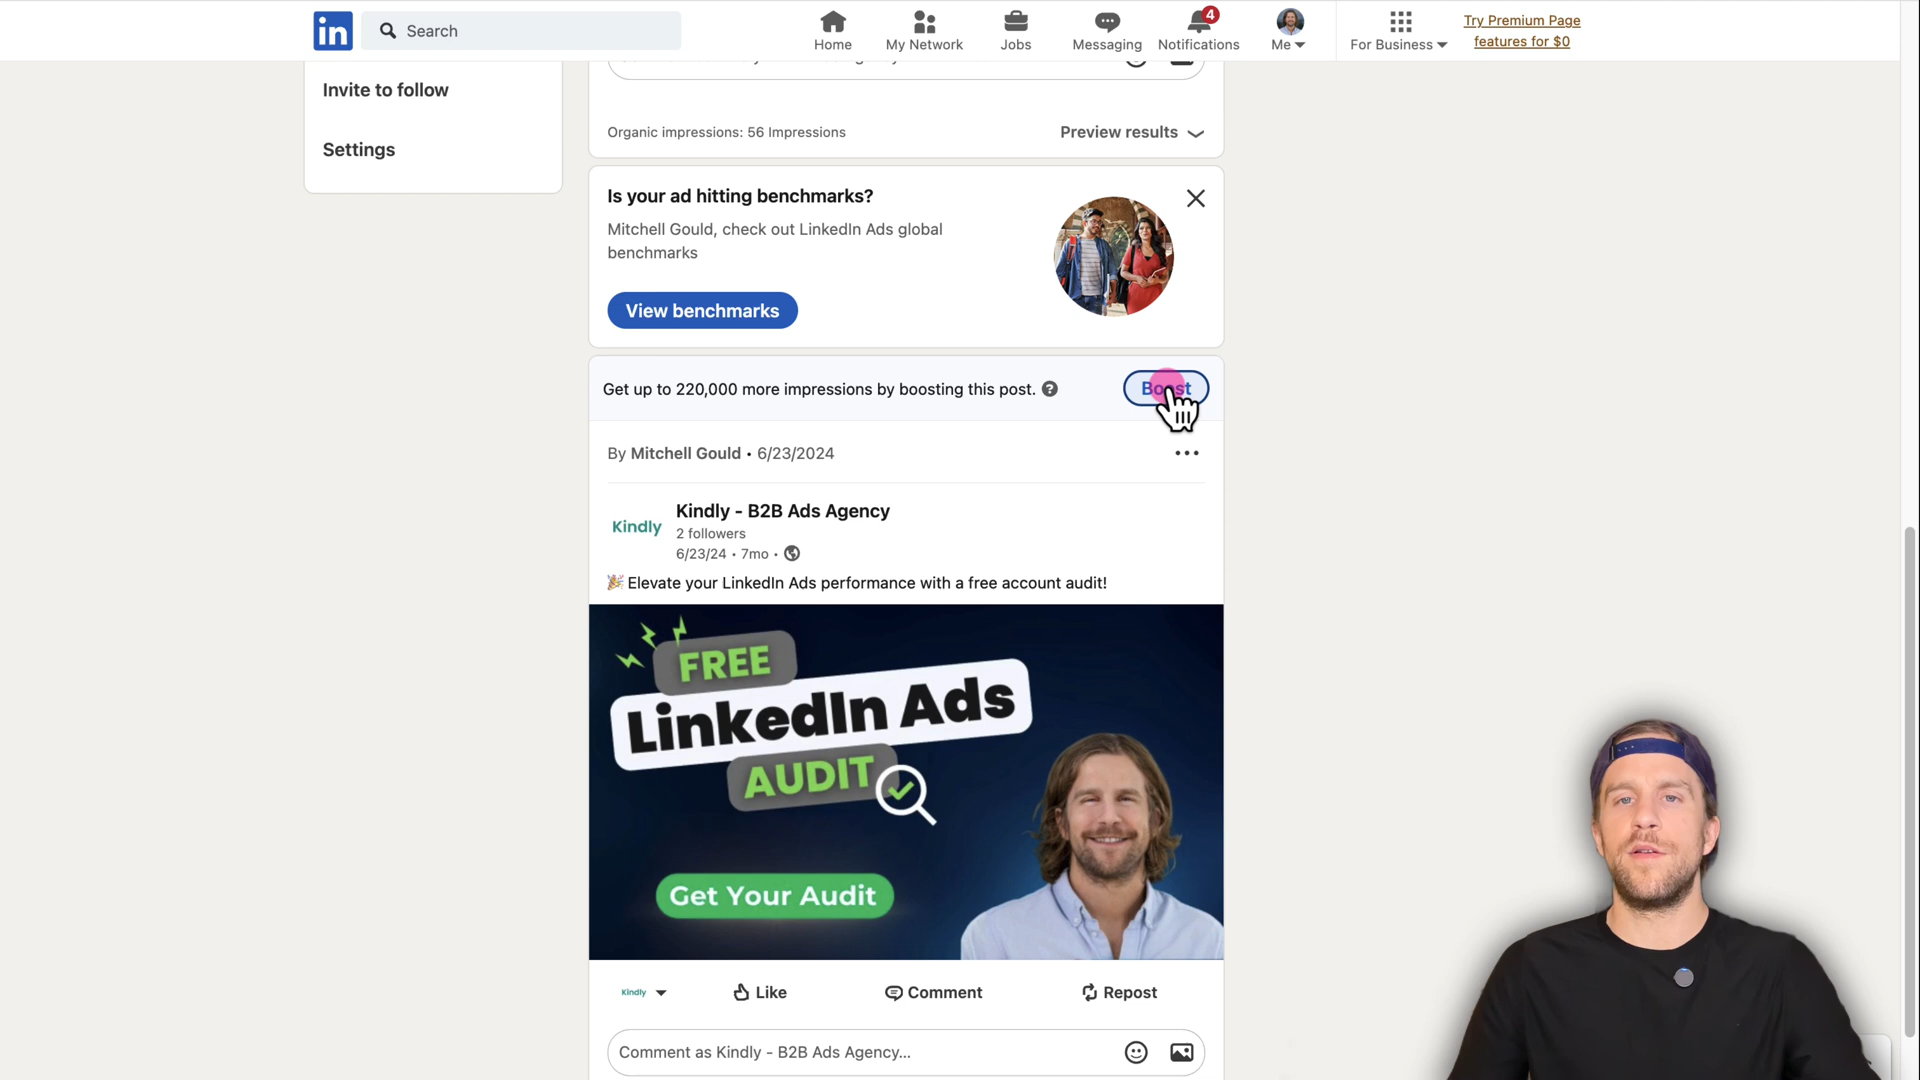 in
Search
Home
My Network
Jobs
Messaging
4
Notifications
Me
For Business
Try Premium Page
features for $0
Invite to follow
Settings
Organic impressions: 56 Impressions
Preview results
Is your ad hitting benchmarks?
Mitchell Gould, check out LinkedIn Ads global
benchmarks
View benchmarks
Get up to 220,000 more impressions by boosting this post.
Boost
By Mitchell Gould • 6/23/2024
Kindly
Kindly - B2B Ads Agency
2 followers
6/23/24 • 7mo •
🎉 Elevate your LinkedIn Ads performance with a free account audit!
FREE
LinkedIn Ads
AUDIT
Get Your Audit
Kindly
Like
Comment
Repost
Comment as Kindly - B2B Ads Agency...